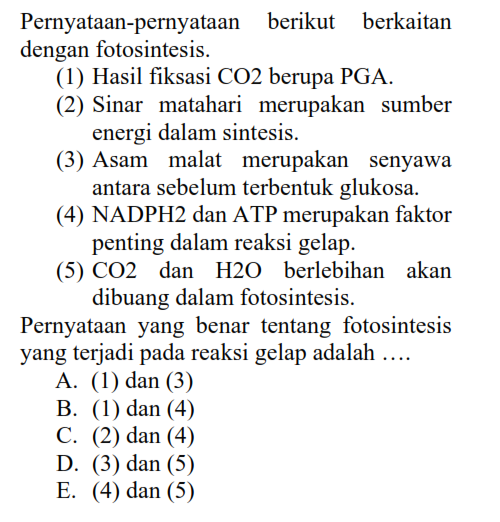 Pernyataan-pernyataan berikut berkaitan
dengan fotosintesis.
(1) Hasil fiksasi CO2 berupa PGA.
(2) Sinar matahari merupakan sumber
energi dalam sintesis.
(3) Asam malat merupakan senyawa
antara sebelum terbentuk glukosa.
(4) NADPH2 dan ATP merupakan faktor
penting dalam reaksi gelap.
(5) CO2 dan H2O berlebihan akan
dibuang dalam fotosintesis.
Pernyataan yang benar tentang fotosintesis
yang terjadi pada reaksi gelap adalah ….
A. (1) dan (3)
B. (1) dan (4)
C. (2) dan (4)
D. (3) dan (5)
E. (4) dan (5)